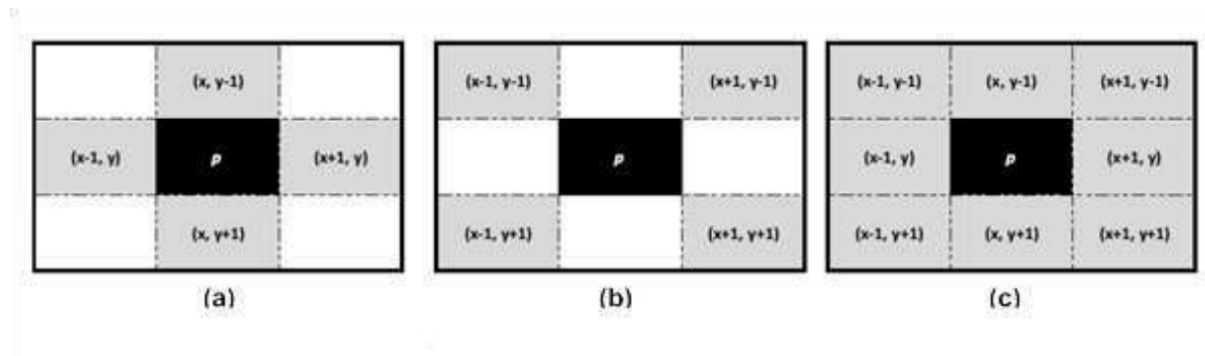 (x, y-1) (x-1, y-1) (x+1, y-1) (x-1, y-1) (x, y-1) (x+1, y-1)
(x-1, y) p (x+1, y) p (x-1, y) p (x+1, y)
(x, y+1) (x-1, y+1) (x+1, y+1) (x-1, y+1) (x, y+1) (x+1, y+1)
(a) (b) (c)